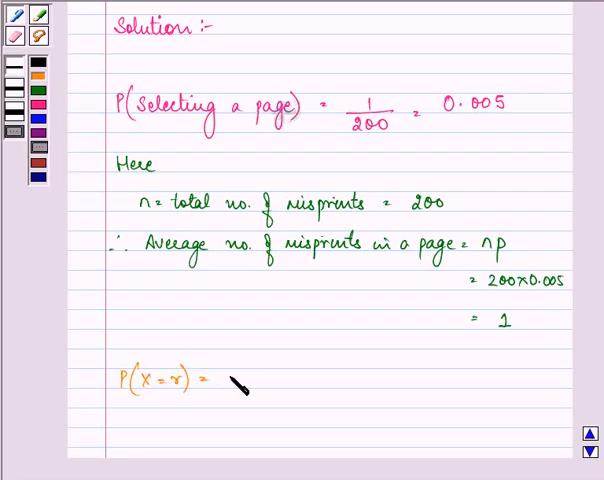 Solution :-
P(Selecting a page) = 1/200 = 0.005
Here
n = total no. of misprints = 200
∴ Average no. of misprints in a page = np
= 200×0.005
= 1
P(X = r) =